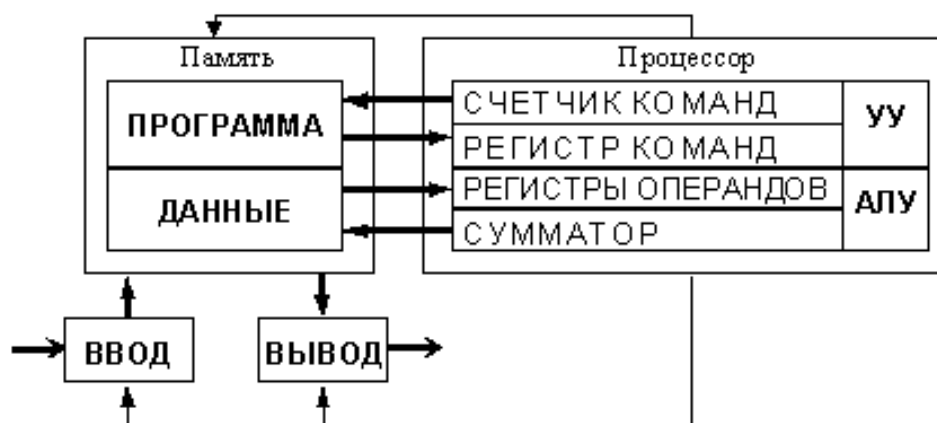 Память
Процессор
ПРОГРАММА
ДАННЫЕ
СЧЕТЧИК КОМАНД
РЕГИСТР КОМАНД
УУ
РЕГИСТРЫ ОПЕРАНДОВ
СУММАТОР
АЛУ
ВВОД
ВЫВОД